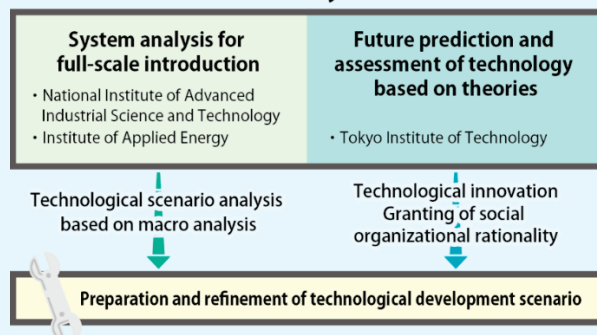 System analysis for
full-scale introduction
・National Institute of Advanced
Industrial Science and Technology
・Institute of Applied Energy
Future prediction and
assessment of technology
based on theories
・Tokyo Institute of Technology
Technological scenario analysis
based on macro analysis
Technological innovation
Granting of social
organizational rationality
Preparation and refinement of technological development scenario